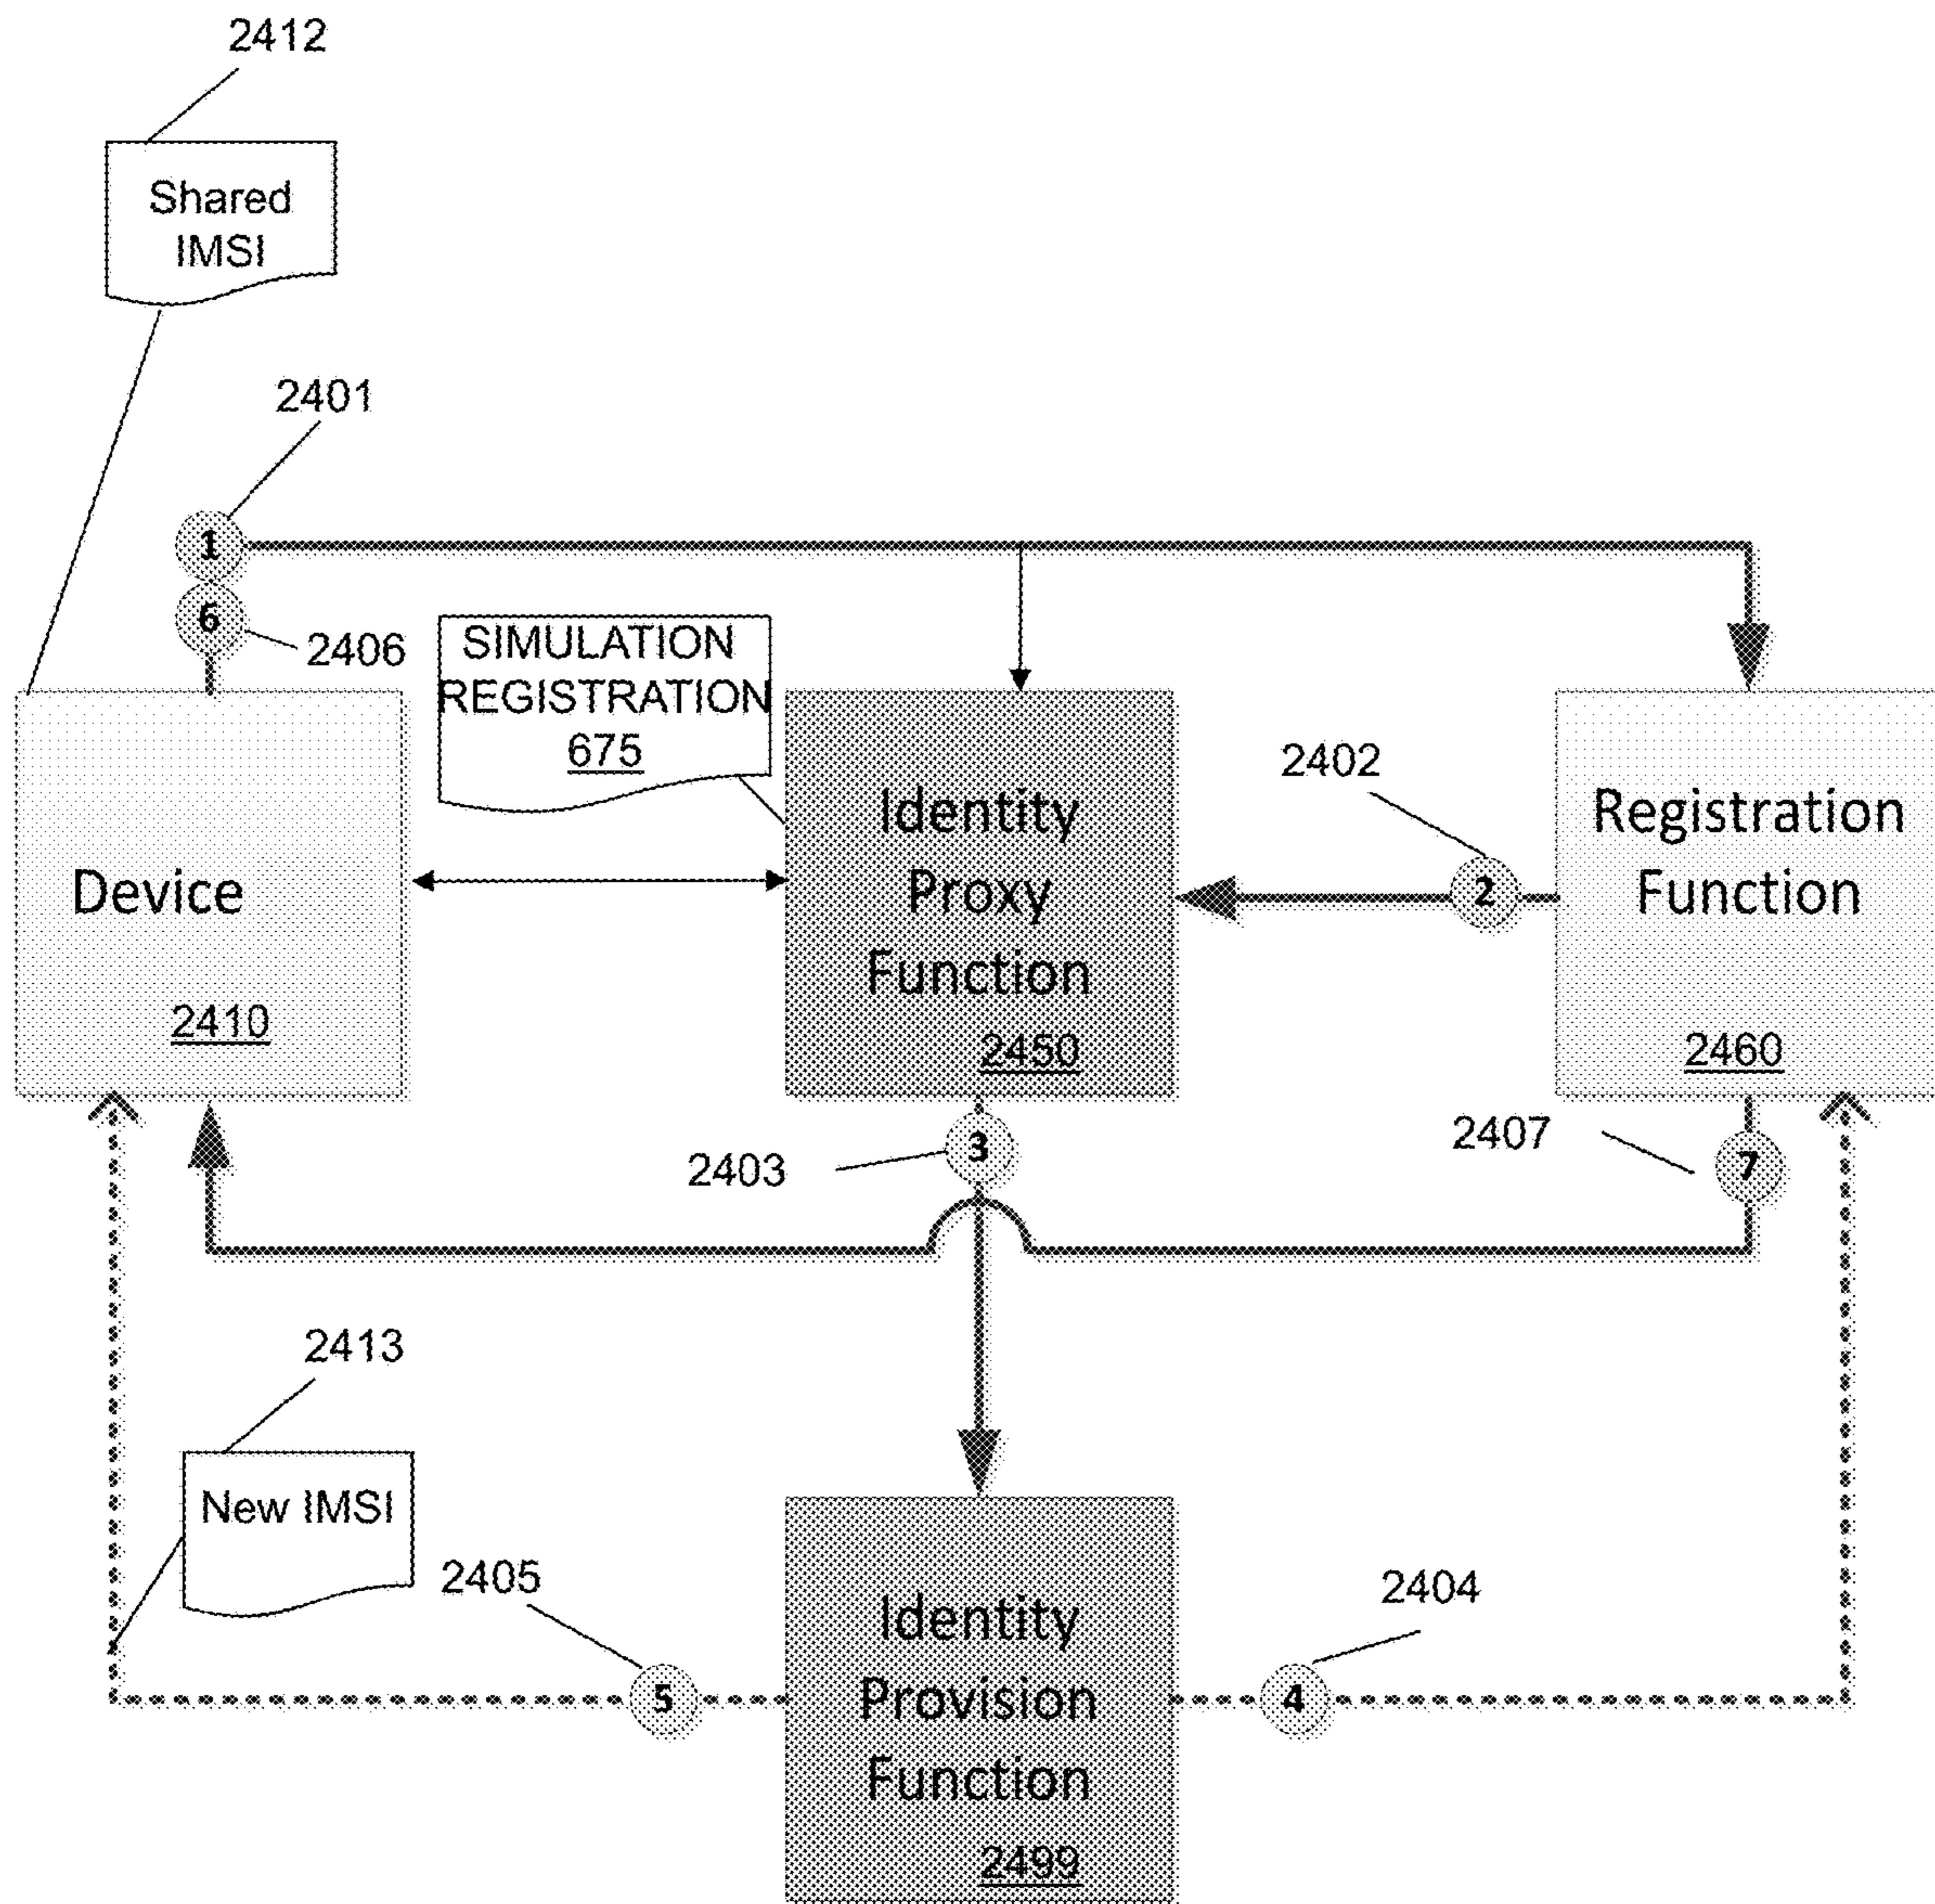 2412
Shared
IMSI
2401
1
6
2406
SIMULATION
REGISTRATION
675
2402
Identity
Proxy
Function
2450
Registration
Function
2460
2
Device
2410
3
2403
2407
7
2413
New IMSI
2405
2404
5
4
Identity
Provision
Function
2499